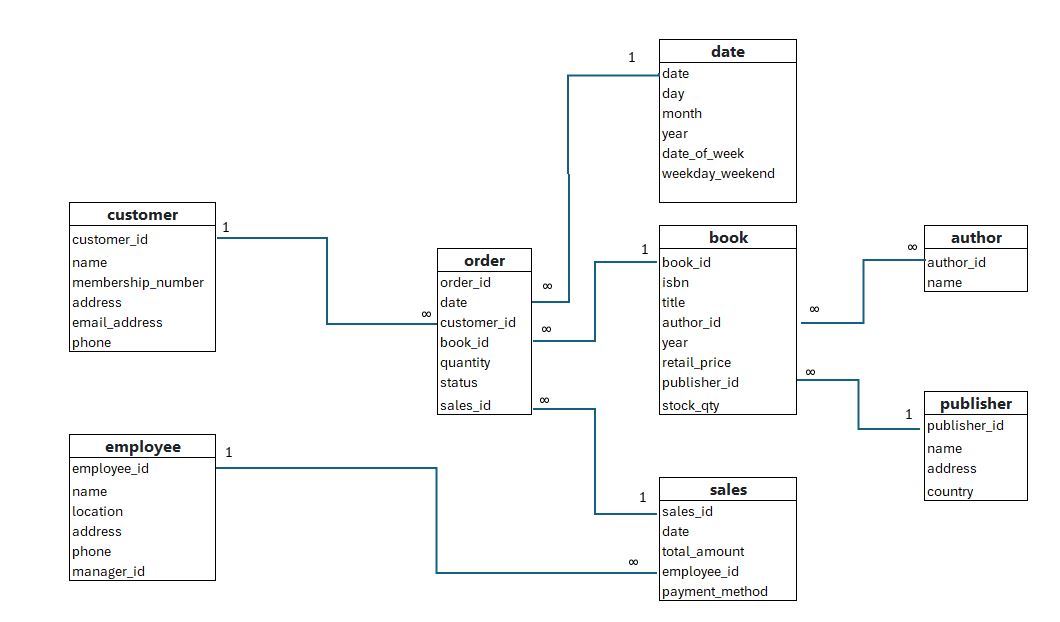 date
1
date
day
month
year
date_of_week
weekday_weekend
customer
1
customer_id
name
membership_number
address
email_address
phone
order
order_id
∞
date
∞
customer_id
∞
book_id
quantity
status
∞
sales_id
book
1
book_id
isbn
title
∞
author_id
year
retail_price
∞
publisher_id
stock_qty
author
∞
author_id
name
publisher
1
publisher_id
name
address
country
employee
1
employee_id
name
location
address
phone
manager_id
sales
1
sales_id
date
total_amount
∞
employee_id
payment_method